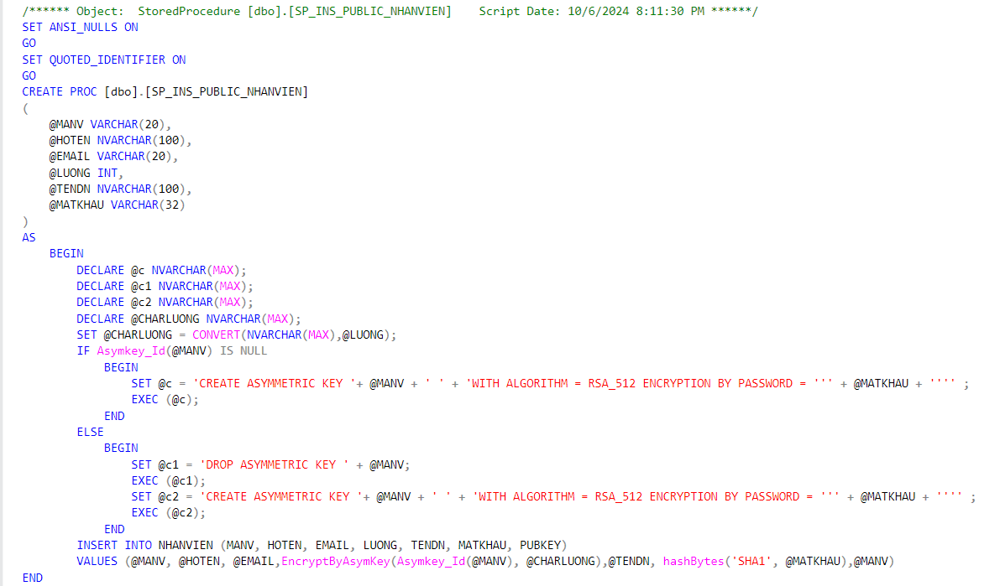 /****** Object:  StoredProcedure [dbo].[SP_INS_PUBLIC_NHANVIEN]    Script Date: 10/6/2024 8:11:30 PM ******/
SET ANSI_NULLS ON
GO
SET QUOTED_IDENTIFIER ON
GO
CREATE PROC [dbo].[SP_INS_PUBLIC_NHANVIEN]
(
    @MANV VARCHAR(20),
    @HOTEN NVARCHAR(100),
    @EMAIL VARCHAR(20),
    @LUONG INT,
    @TENDN NVARCHAR(100),
    @MATKHAU VARCHAR(32)
)
AS
    BEGIN
        DECLARE @c NVARCHAR(MAX);
        DECLARE @c1 NVARCHAR(MAX);
        DECLARE @c2 NVARCHAR(MAX);
        DECLARE @CHARLUONG NVARCHAR(MAX);
        SET @CHARLUONG = CONVERT(NVARCHAR(MAX),@LUONG);
        IF Asymkey_Id(@MANV) IS NULL
            BEGIN
                SET @c = 'CREATE ASYMMETRIC KEY '+ @MANV + ' ' + 'WITH ALGORITHM = RSA_512 ENCRYPTION BY PASSWORD = ''' + @MATKHAU + '''' ;
                EXEC (@c);
            END
        ELSE
            BEGIN
                SET @c1 = 'DROP ASYMMETRIC KEY ' + @MANV;
                EXEC (@c1);
                SET @c2 = 'CREATE ASYMMETRIC KEY '+ @MANV + ' ' + 'WITH ALGORITHM = RSA_512 ENCRYPTION BY PASSWORD = ''' + @MATKHAU + '''' ;
                EXEC (@c2);
            END
        INSERT INTO NHANVIEN (MANV, HOTEN, EMAIL, LUONG, TENDN, MATKHAU, PUBKEY)
        VALUES (@MANV, @HOTEN, @EMAIL,EncryptByAsymKey(Asymkey_Id(@MANV), @CHARLUONG),@TENDN, hashBytes('SHA1', @MATKHAU),@MANV)
END